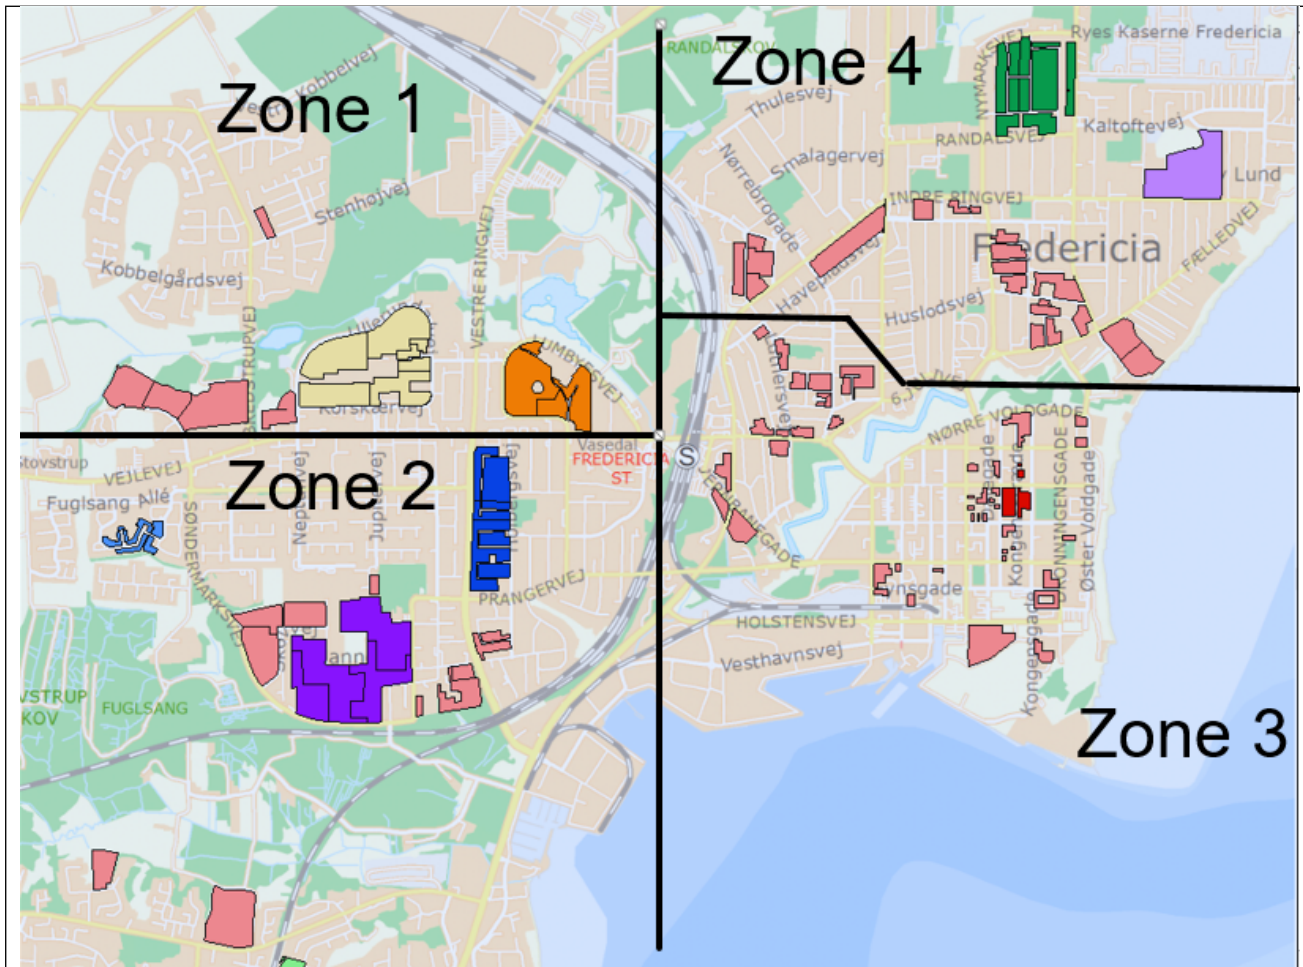 RANDALSKOV
Ryes Kaserne Fredericia
Zone 4
Zone 1
NYMARKSVEJ
Thulesvej
Kaltoftevej
RANDALSVEJ
Smalagervej
Nørrebrogade
Lund
Stenhøjvej
INDRE RINGVEJ
VESTRE RINGVEJ
Fredericia
FÆLLEDVEJ
Kobbelgårdsvej
Havepladsvej
Huslodsvej
LUMBYESVEJ
Korskærvej
NØRRE VOLDGADE
Vasedal
FREDERICIA
ST
S
VEJLEVEJ
Zone 2
Fuglsang Allé
Neptunvej
Jupitervej
SØNDERMARKSVEJ
JERNBANEGADE
DRONNINGENSGADE
Øster Voldgade
PRANGERVEJ
HOLSTENSVEJ
Vesthavnsvej
Kongensgade
VSTRUP
KOV
FUGLSANG
Zone 3